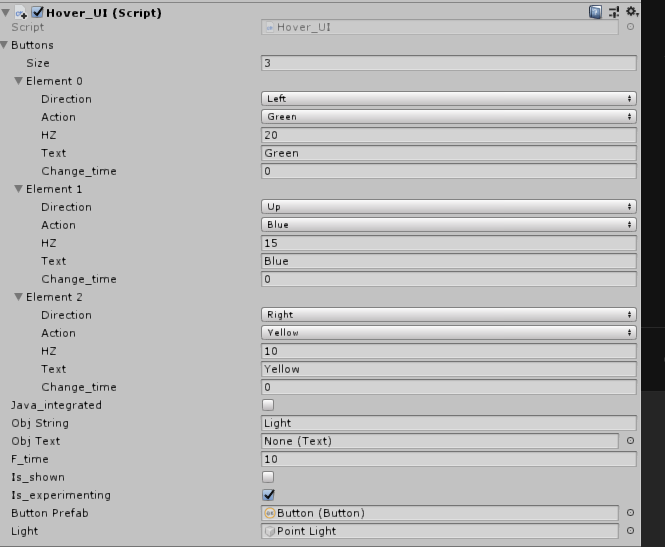 Hover_UI (Script)
Script Hover_UI
Buttons
Size 3
Element 0
Direction Left
Action Green
HZ 20
Text Green
Change_time 0
Element 1
Direction Up
Action Blue
HZ 15
Text Blue
Change_time 0
Element 2
Direction Right
Action Yellow
HZ 10
Text Yellow
Change_time 0
Java_integrated
Obj String Light
Obj Text None (Text)
F_time 10
Is_shown
Is_experimenting
Button Prefab Button (Button)
Light Point Light